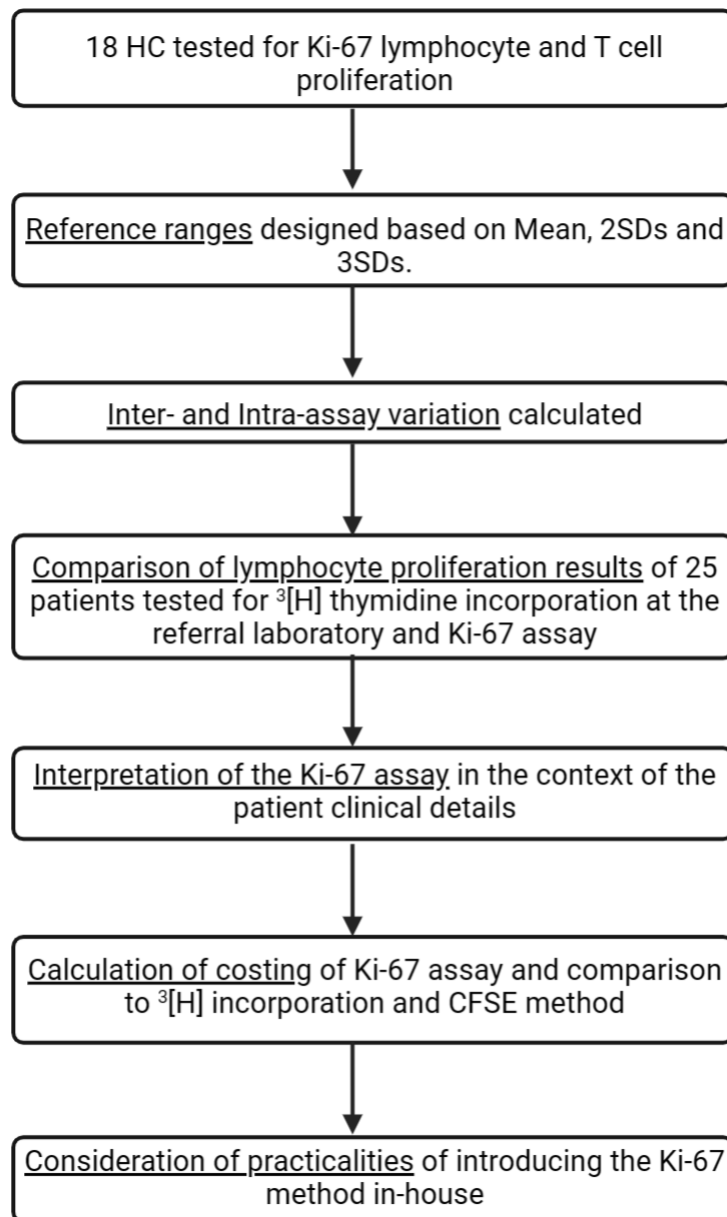 18 HC tested for Ki-67 lymphocyte and T cell
proliferation
Reference ranges designed based on Mean, 2SDs and
3SDs.
Inter- and Intra-assay variation calculated
Comparison of lymphocyte proliferation results of 25
patients tested for ³[H] thymidine incorporation at the
referral laboratory and Ki-67 assay
Interpretation of the Ki-67 assay in the context of the
patient clinical details
Calculation of costing of Ki-67 assay and comparison
to ³[H] incorporation and CFSE method
Consideration of practicalities of introducing the Ki-67
method in-house